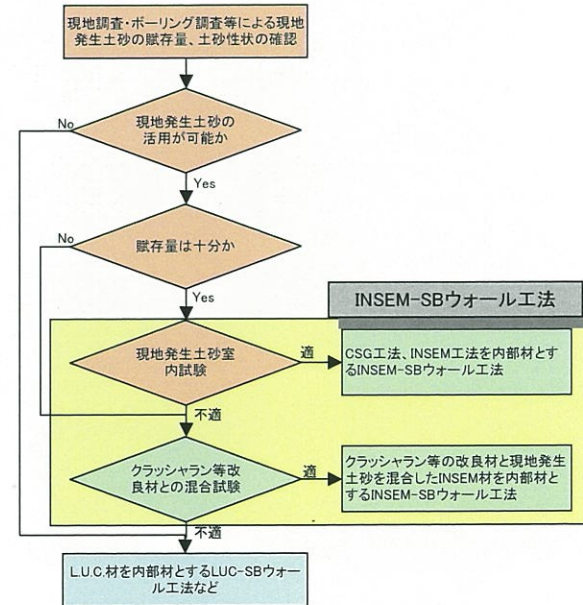 現地調査・ボーリング調査等による現地
発生土砂の賦存量、土砂性状の確認
No
現地発生土砂の
活用が可能か
Yes
No
賦存量は十分か
Yes
INSEM-SBウォール工法
現地発生土砂室
内試験
適
CSG工法、INSEM工法を内部材とす
るINSEM-SBウォール工法
不適
クラッシャラン等改
良材との混合試験
適
クラッシャラン等の改良材と現地発生
土砂を混合したINSEM材を内部材と
するINSEM-SBウォール工法
不適
L.U.C.材を内部材とするLUC-SBウォー
ル工法など